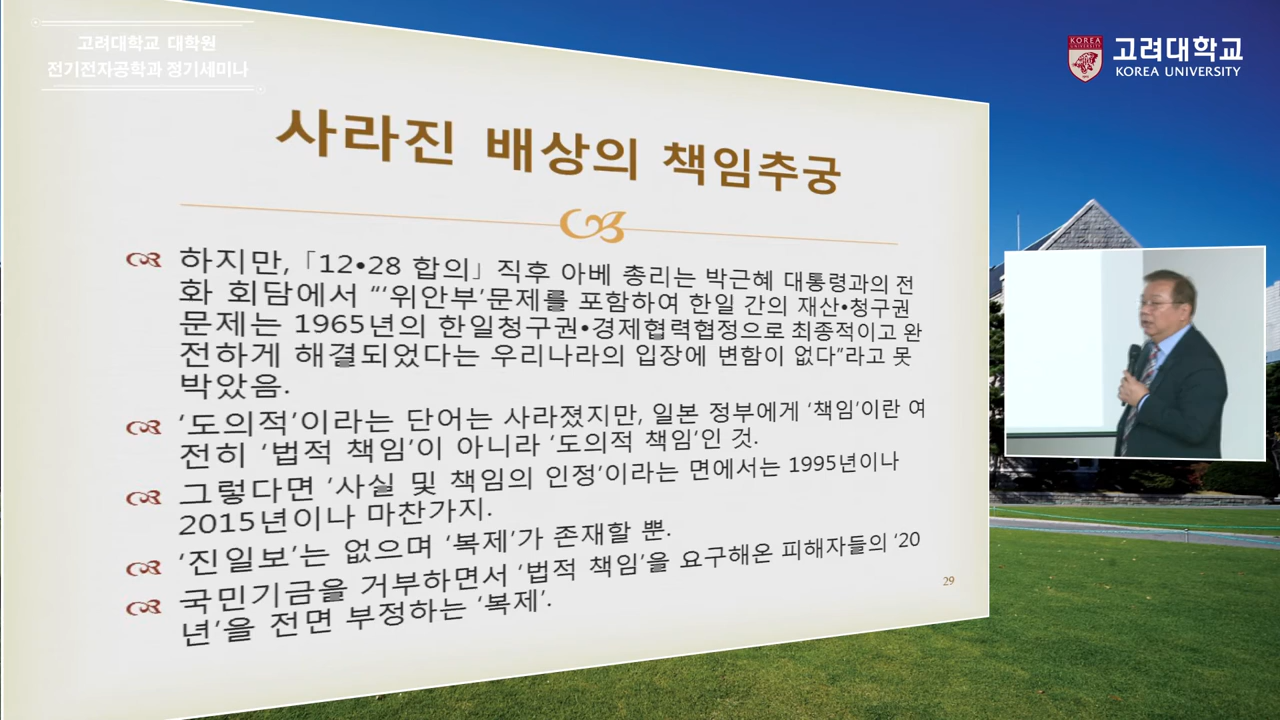 고려대학교 대학원
전기전자공학과 정기세미나
KOREA
UNIVERSITY
고려대학교
KOREA UNIVERSITY
사라진 배상의 책임추궁
하지만, 「12•28 합의」 직후 아베 총리는 박근혜 대통령과의 전
화 회담에서 “‘위안부’문제를 포함하여 한일 간의 재산•청구권
문제는 1965년의 한일청구권•경제협력협정으로 최종적이고 완
전하게 해결되었다는 우리나라의 입장에 변함이 없다”라고 못
박았음.
‘도의적’이라는 단어는 사라졌지만, 일본 정부에게 ‘책임’이란 여
전히 ‘법적 책임’이 아니라 ‘도의적 책임’인 것.
그렇다면 ‘사실 및 책임의 인정’이라는 면에서는 1995년이나
2015년이나 마찬가지.
‘진일보’는 없으며 ‘복제’가 존재할 뿐.
국민기금을 거부하면서 ‘법적 책임’을 요구해온 피해자들의 ‘20
년’을 전면 부정하는 ‘복제’.
29